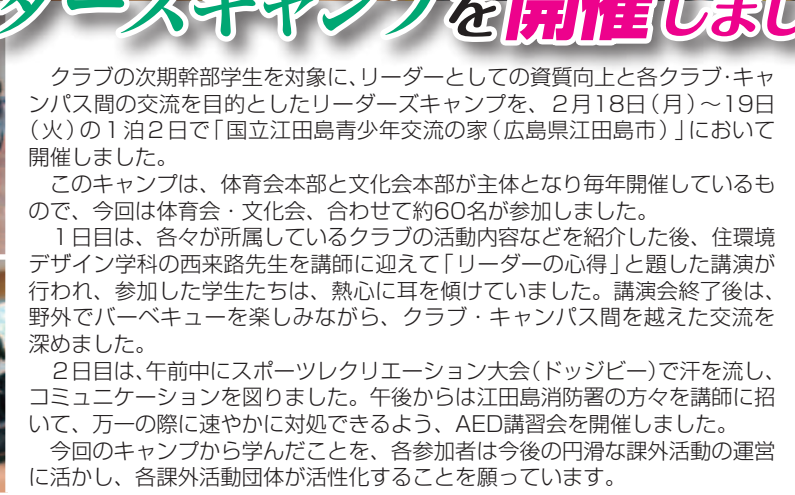 ダーズキャンプを開催しまし
　クラブの次期幹部学生を対象に、リーダーとしての資質向上と各クラブ・キャ
ンパス間の交流を目的としたリーダーズキャンプを、２月18日（月）～19日
（火）の１泊２日で「国立江田島青少年交流の家（広島県江田島市）」において
開催しました。
　このキャンプは、体育会本部と文化会本部が主体となり毎年開催しているも
ので、今回は体育会・文化会、合わせて約60名が参加しました。
　１日目は、各々が所属しているクラブの活動内容などを紹介した後、住環境
デザイン学科の西来路先生を講師に迎えて「リーダーの心得」と題した講演が
行われ、参加した学生たちは、熱心に耳を傾けていました。講演会終了後は、
野外でバーベキューを楽しみながら、クラブ・キャンパス間を越えた交流を
深めました。
　２日目は、午前中にスポーツレクリエーション大会（ドッジビー）で汗を流し、
コミュニケーションを図りました。午後からは江田島消防署の方々を講師に招
いて、万一の際に速やかに対処できるよう、AED講習会を開催しました。
　今回のキャンプから学んだことを、各参加者は今後の円滑な課外活動の運営
に活かし、各課外活動団体が活性化することを願っています。